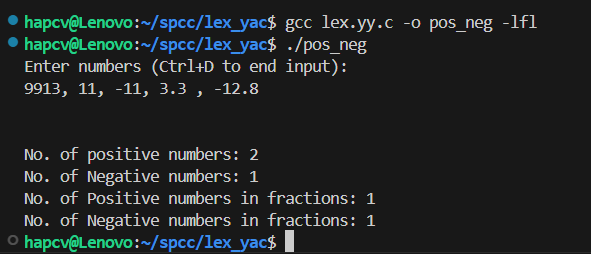 hapcv@Lenovo:~/spcc/lex_yac$ gcc lex.yy.c -o pos_neg -lfl
hapcv@Lenovo:~/spcc/lex_yac$ ./pos_neg
Enter numbers (Ctrl+D to end input):
9913, 11, -11, 3.3 , -12.8
No. of positive numbers: 2
No. of Negative numbers: 1
No. of Positive numbers in fractions: 1
No. of Negative numbers in fractions: 1
hapcv@Lenovo:~/spcc/lex_yac$